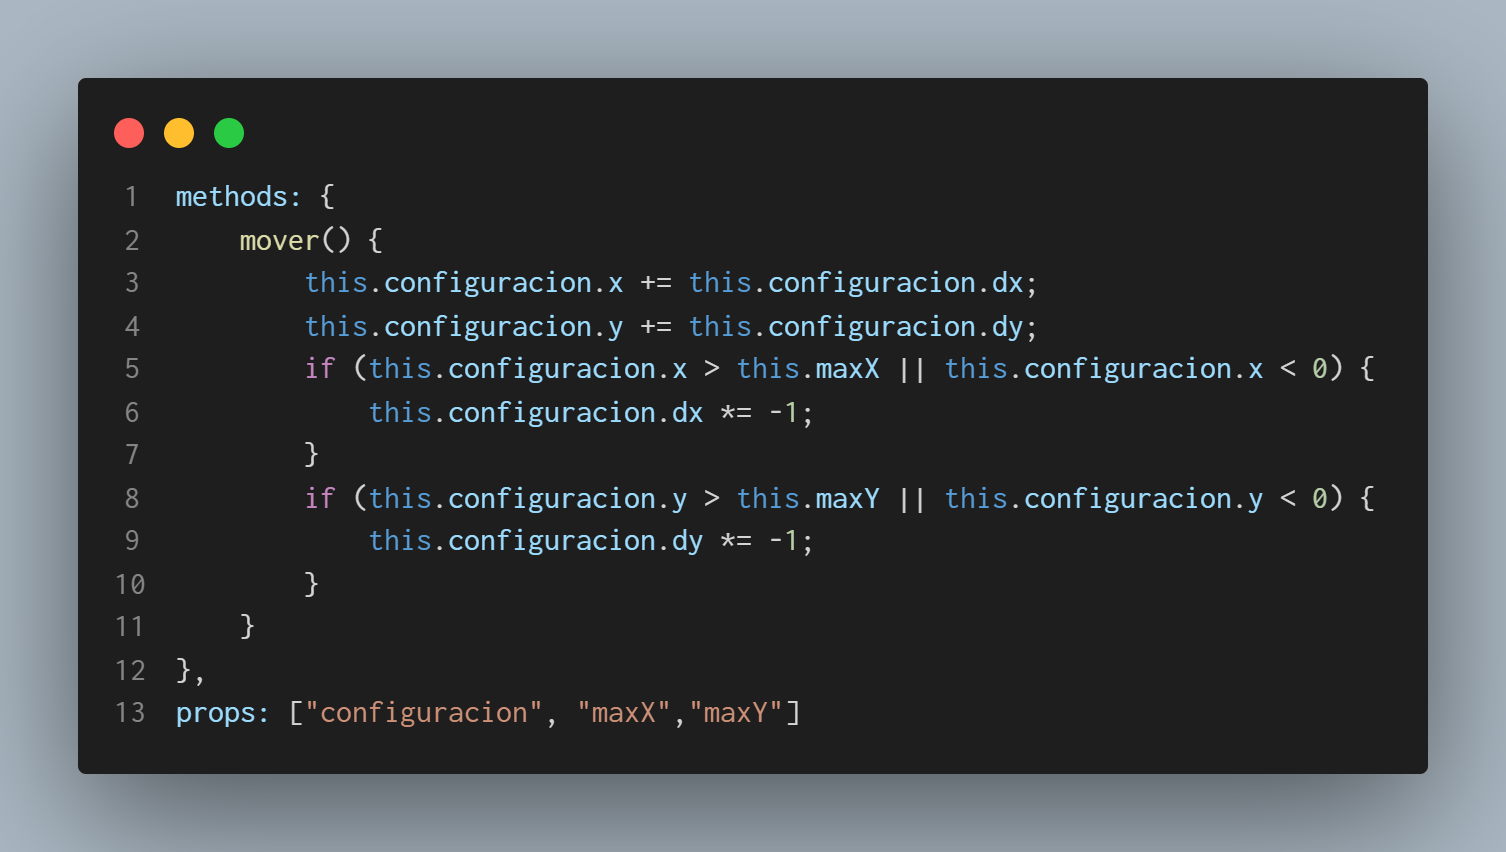 1 methods: {
2     mover() {
3         this.configuracion.x += this.configuracion.dx;
4         this.configuracion.y += this.configuracion.dy;
5         if (this.configuracion.x > this.maxX || this.configuracion.x < 0) {
6             this.configuracion.dx *= -1;
7         }
8         if (this.configuracion.y > this.maxY || this.configuracion.y < 0) {
9             this.configuracion.dy *= -1;
10         }
11     }
12 },
13 props: ["configuracion", "maxX","maxY"]